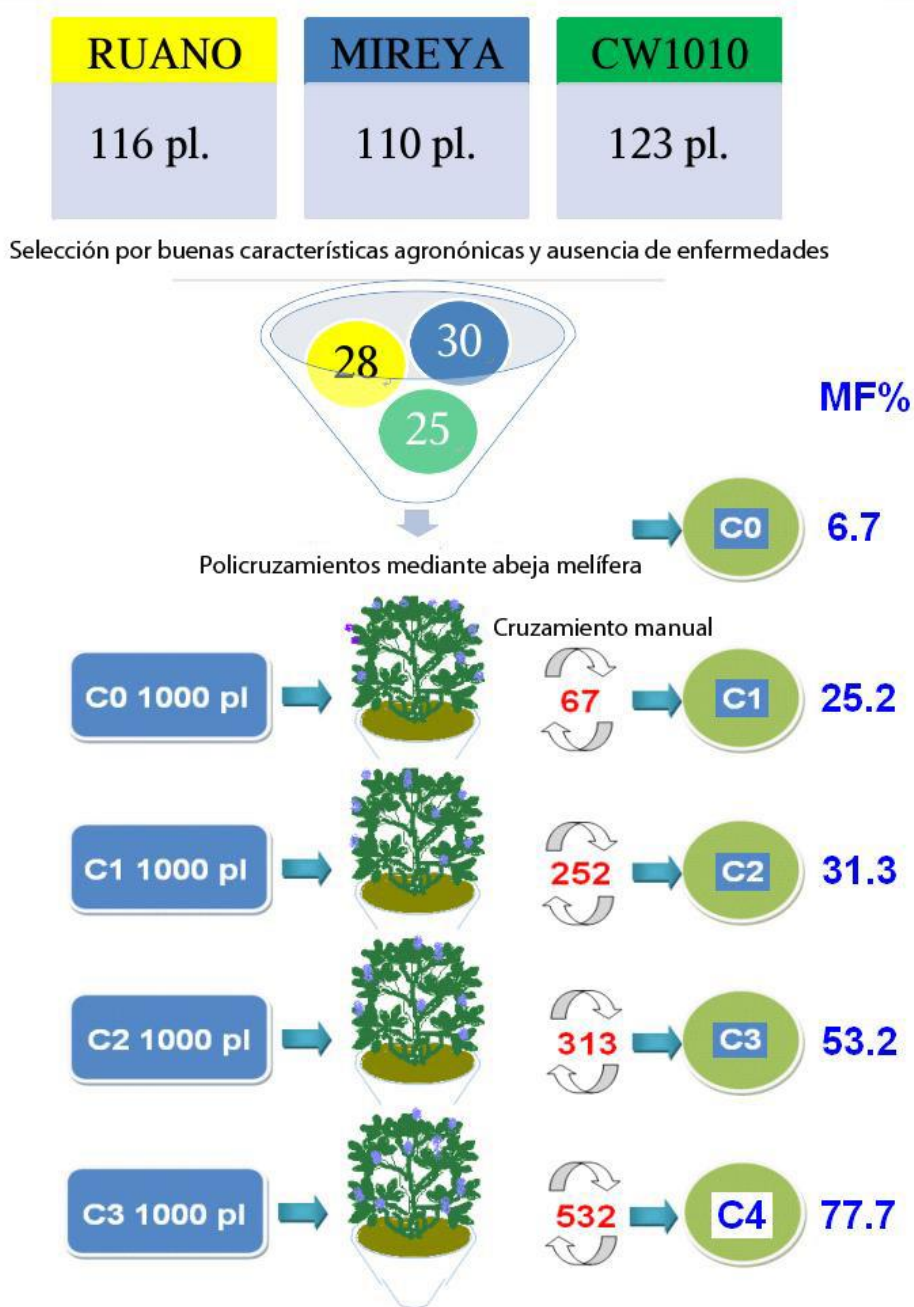 RUANO MIREYA CW1010
116 pl. 110 pl. 123 pl.
Selección por buenas características agronónicas y ausencia de enfermedades
28 30
25
MF%
C0 6.7
Policruzamientos mediante abeja melífera
Cruzamiento manual
C0 1000 pl 67 C1 25.2
C1 1000 pl 252 C2 31.3
C2 1000 pl 313 C3 53.2
C3 1000 pl 532 C4 77.7